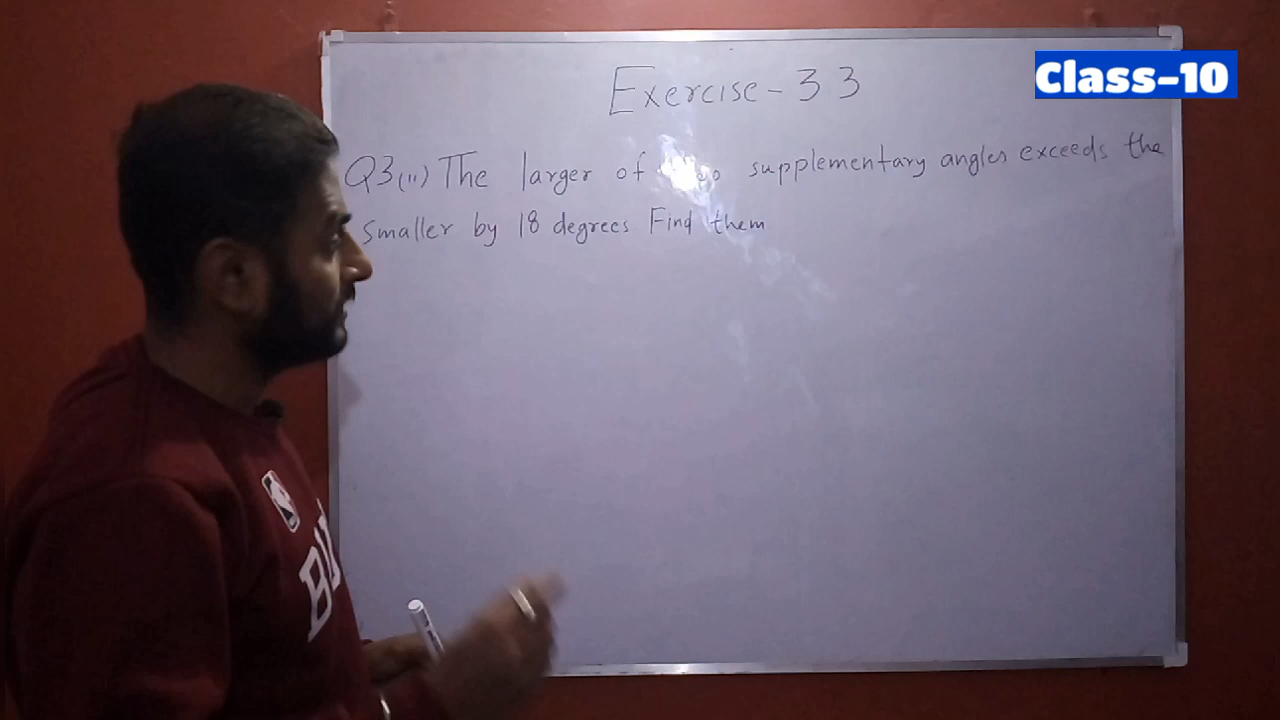 Class-10
Exercise-3 3
Q3(ii) The larger of two supplementary angles exceeds the
smaller by 18 degrees Find them